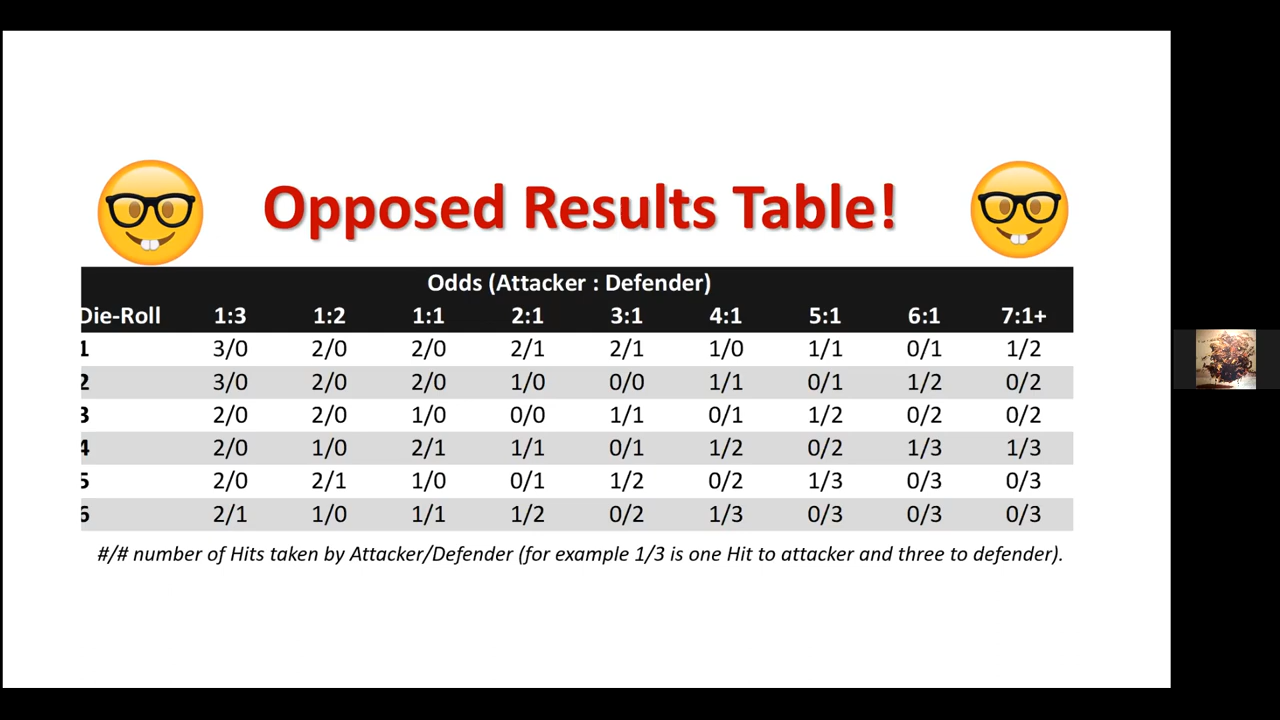 Opposed Results Table!
Odds (Attacker : Defender)
Die-Roll 1:3 1:2 1:1 2:1 3:1 4:1 5:1 6:1 7:1+
1 3/0 2/0 2/0 2/1 2/1 1/0 1/1 0/1 1/2
2 3/0 2/0 2/0 1/0 0/0 1/1 0/1 1/2 0/2
3 2/0 2/0 1/0 0/0 1/1 0/1 1/2 0/2 0/2
4 2/0 1/0 2/1 1/1 0/1 1/2 0/2 1/3 1/3
5 2/0 2/1 1/0 0/1 1/2 0/2 1/3 0/3 0/3
6 2/1 1/0 1/1 1/2 0/2 1/3 0/3 0/3 0/3
#/# number of Hits taken by Attacker/Defender (for example 1/3 is one Hit to attacker and three to defender).